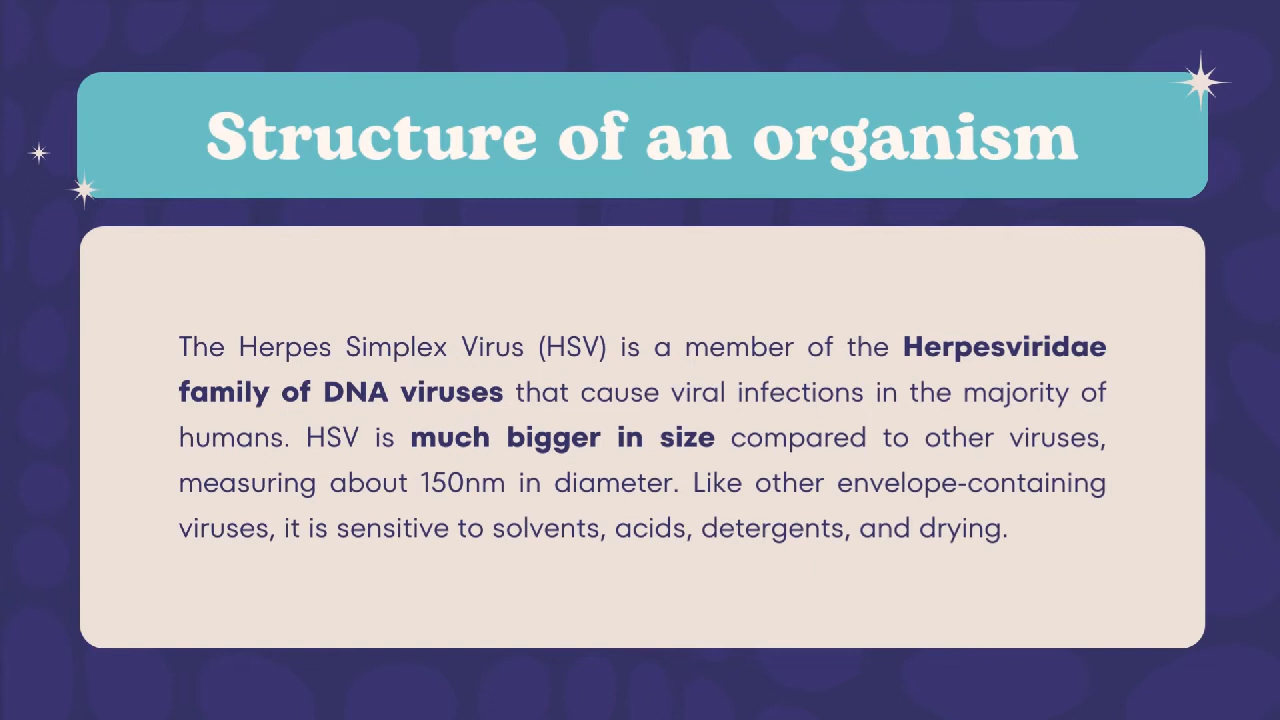 Structure of an organism
The Herpes Simplex Virus (HSV) is a member of the Herpesviridae
family of DNA viruses that cause viral infections in the majority of
humans. HSV is much bigger in size compared to other viruses,
measuring about 150nm in diameter. Like other envelope-containing
viruses, it is sensitive to solvents, acids, detergents, and drying.